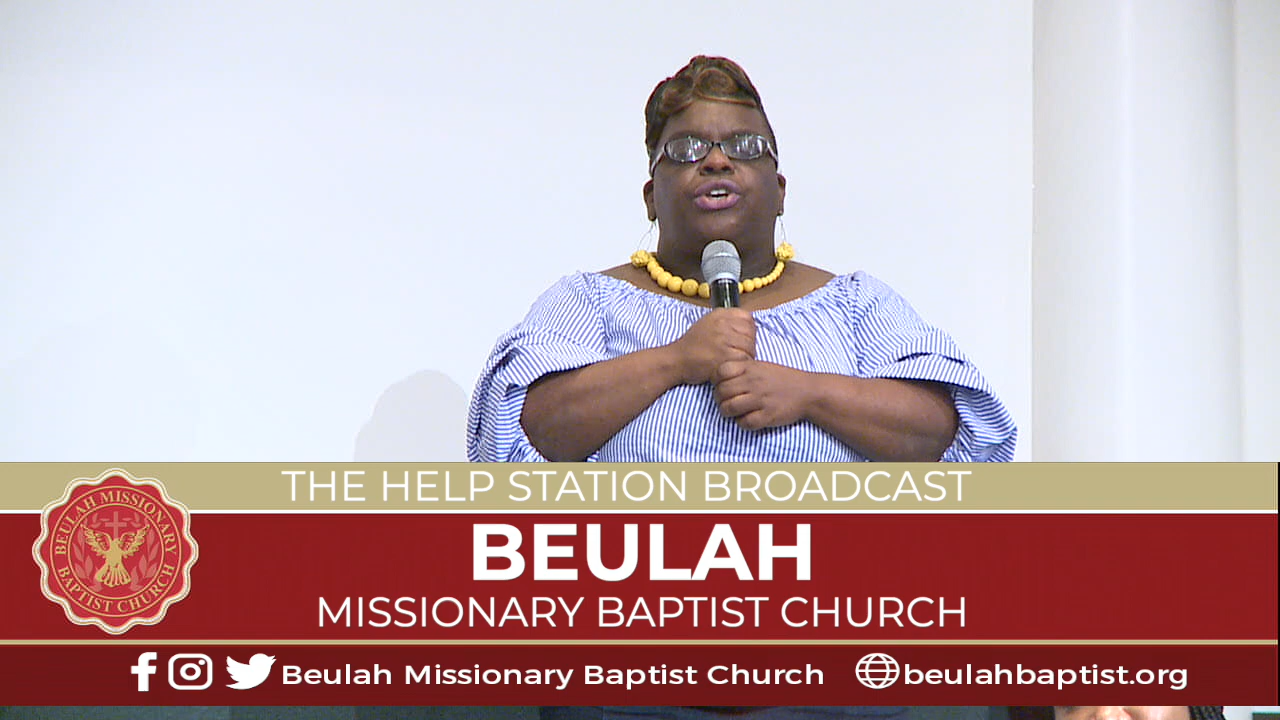 THE HELP STATION BROADCAST
BEULAH MISSIONARY
BAPTIST CHURCH
BEULAH
MISSIONARY BAPTIST CHURCH
Beulah Missionary Baptist Church
beulahbaptist.org